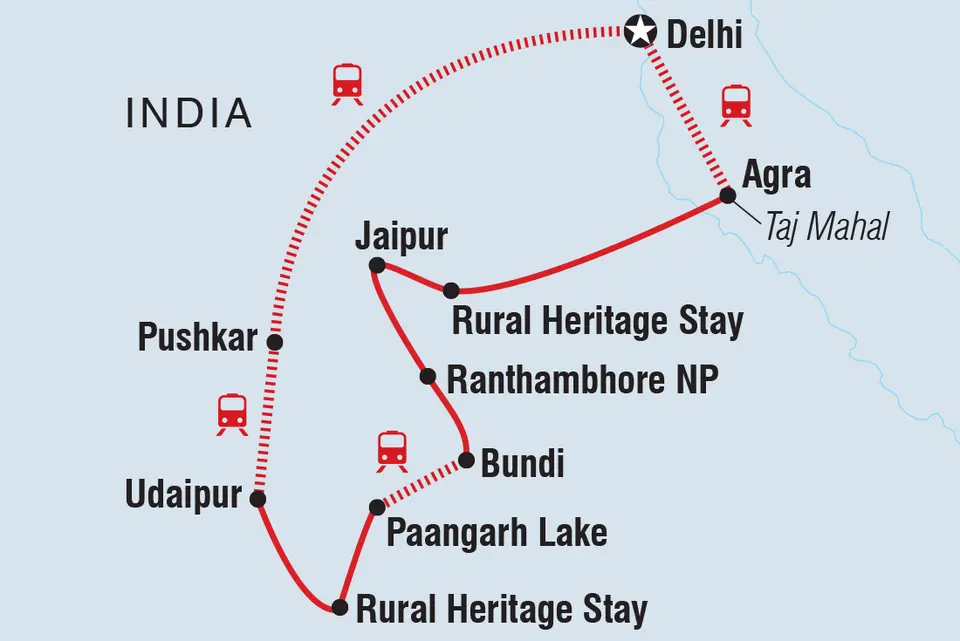 Delhi
INDIA
Agra
Taj Mahal
Jaipur
Rural Heritage Stay
Pushkar
Ranthambhore NP
Bundi
Udaipur
Paangarh Lake
Rural Heritage Stay